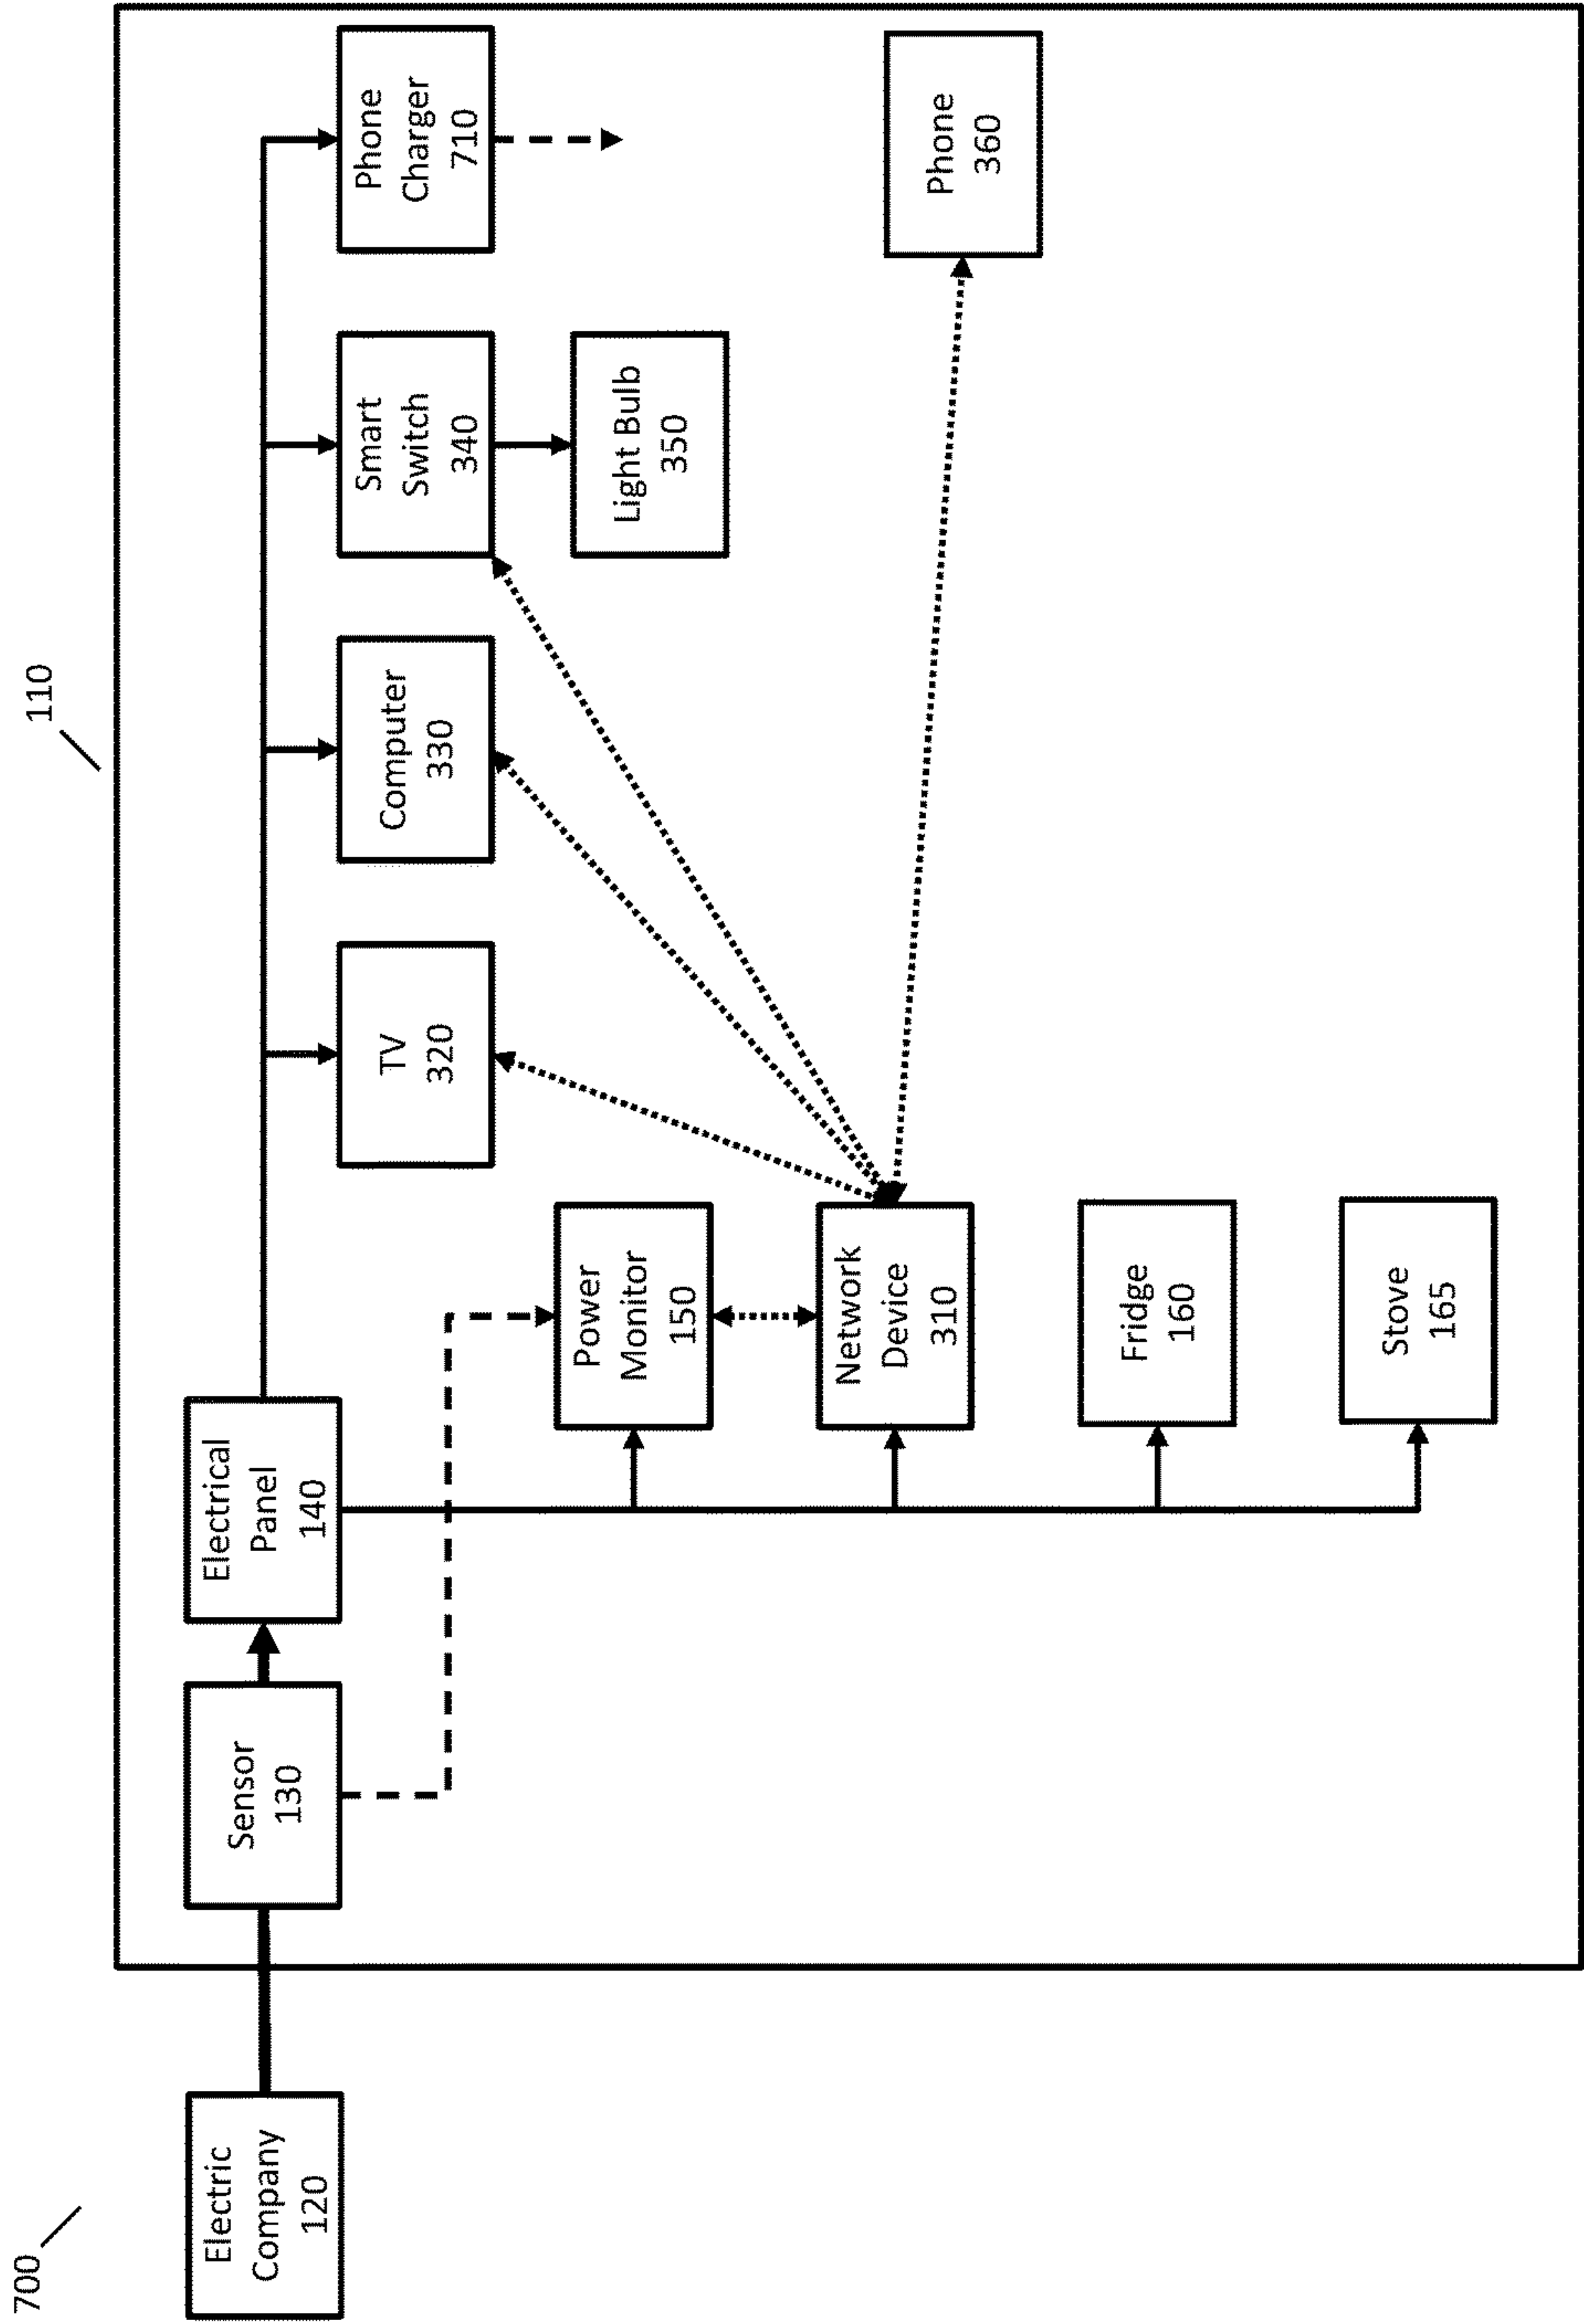 700
110
Electric
Company
120
Sensor
130
Electrical
Panel
140
TV
320
Computer
330
Smart
Switch
340
Phone
Charger
710
Light Bulb
350
Power
Monitor
150
Network
Device
310
Phone
360
Fridge
160
Stove
165